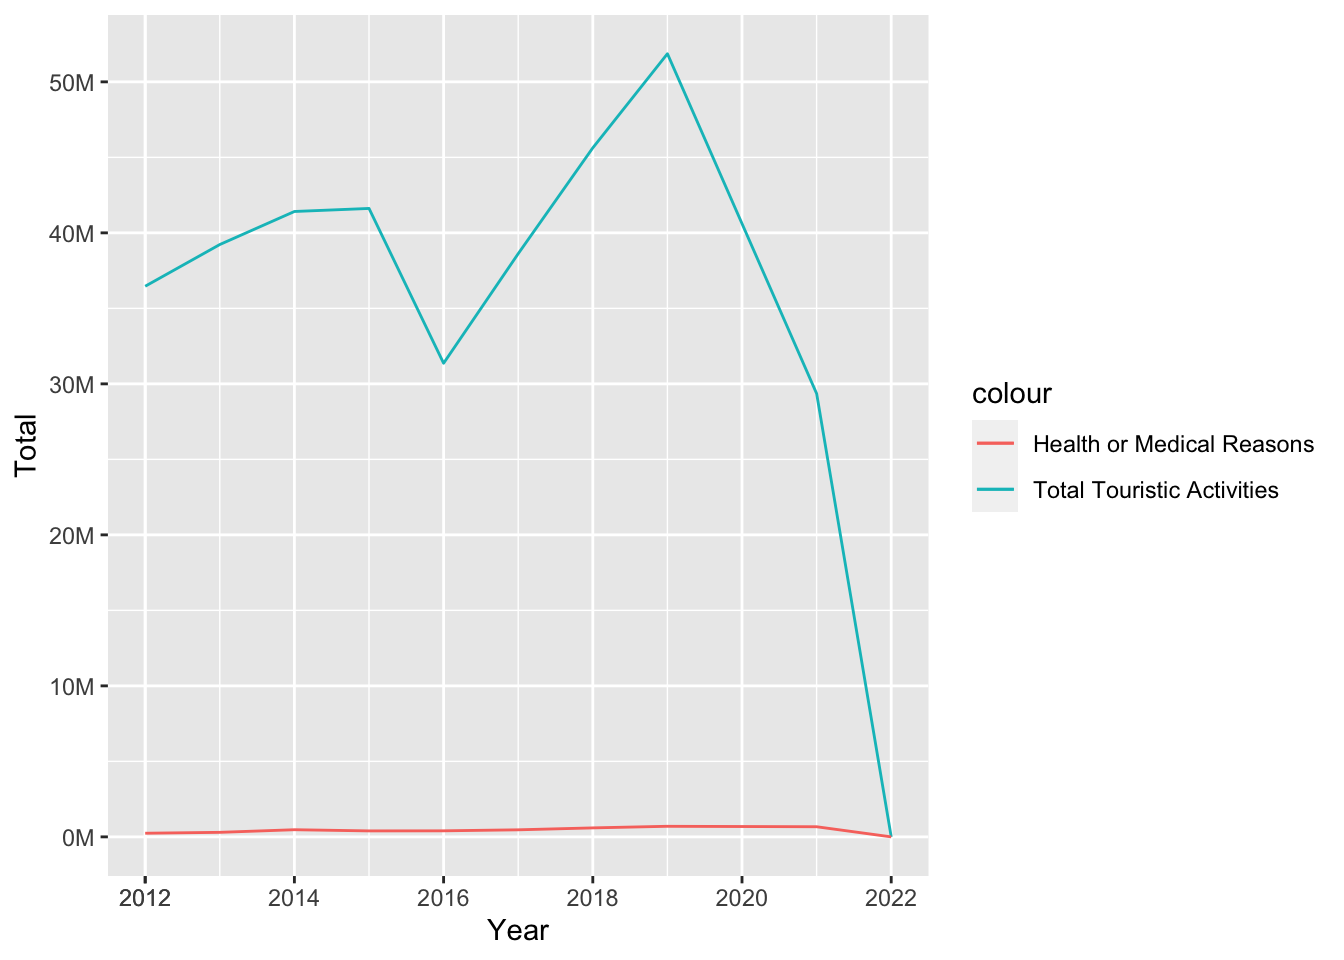 50M
40M
30M
20M
10M
0M
Total
2012 2014 2016 2018 2020 2022
Year
colour
Health or Medical Reasons
Total Touristic Activities